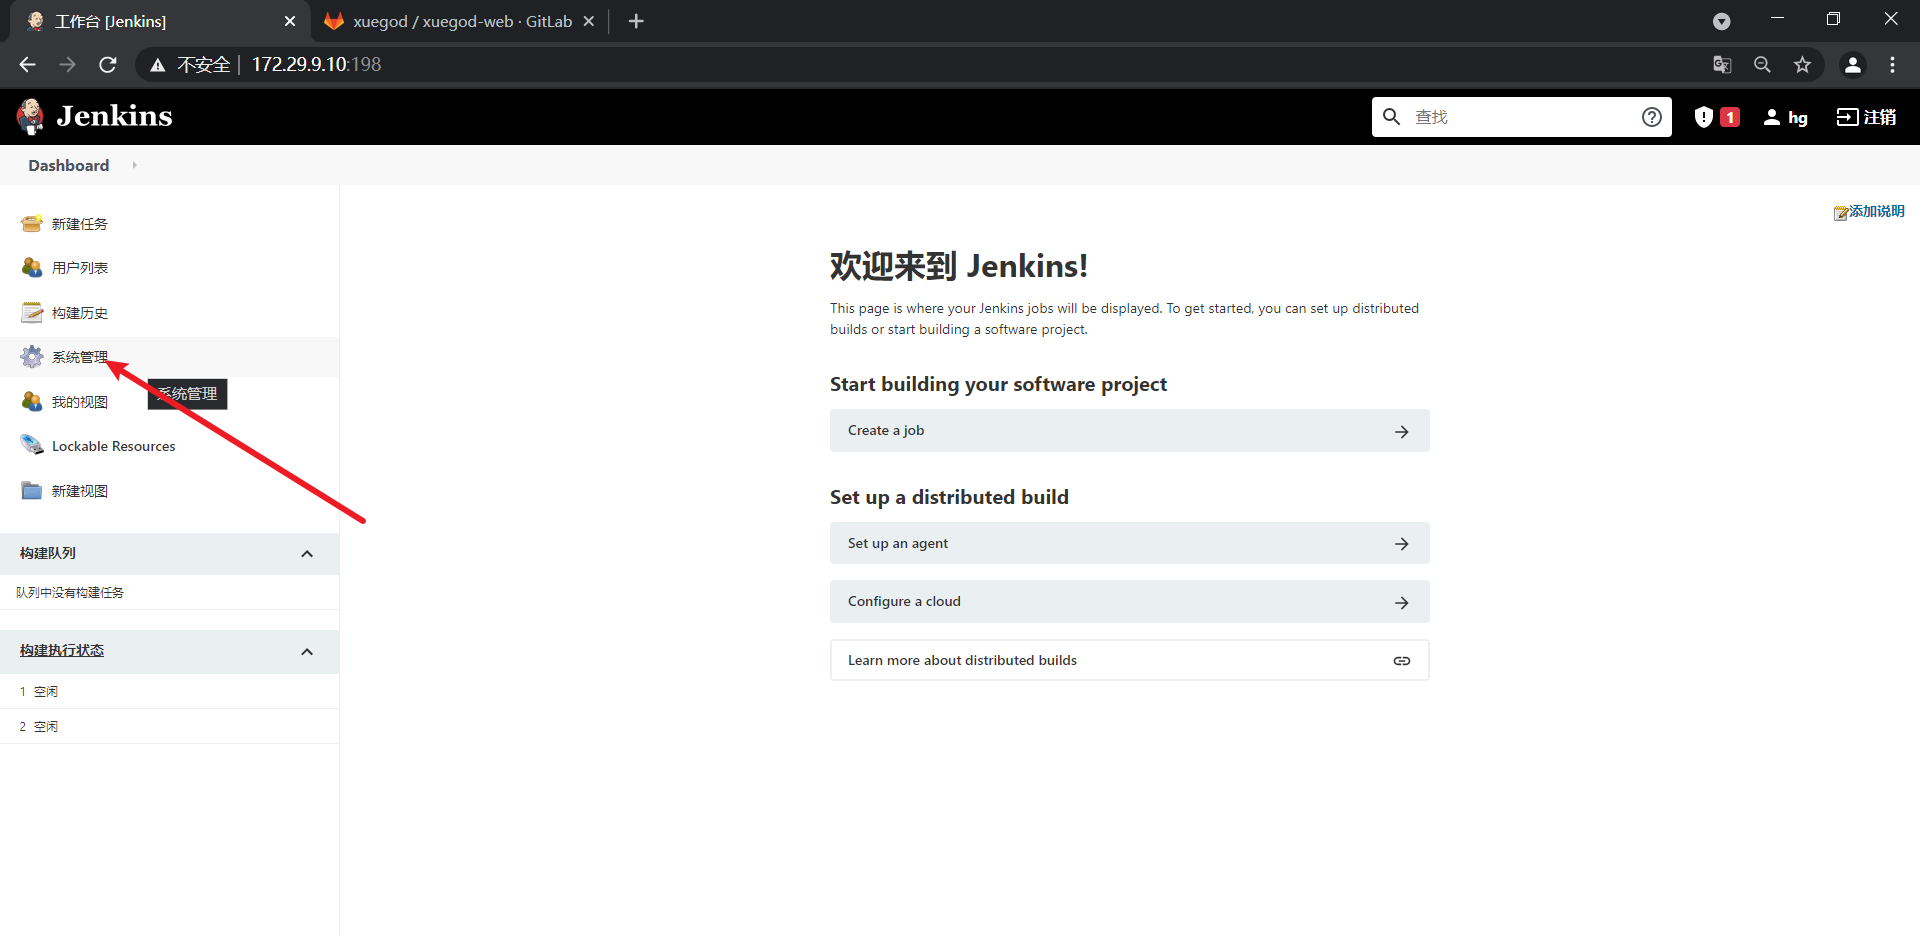 工作台 [Jenkins]
xuegod / xuegod-web · GitLab
不安全
172.29.9.10:198
Jenkins
查找
1
hg
注销
Dashboard
新建任务
用户列表
构建历史
系统管理
系统管理
我的视图
Lockable Resources
新建视图
构建队列
队列中没有构建任务
构建执行状态
1 空闲
2 空闲
添加说明
欢迎来到 Jenkins!
This page is where your Jenkins jobs will be displayed. To get started, you can set up distributed
builds or start building a software project.
Start building your software project
Create a job
Set up a distributed build
Set up an agent
Configure a cloud
Learn more about distributed builds